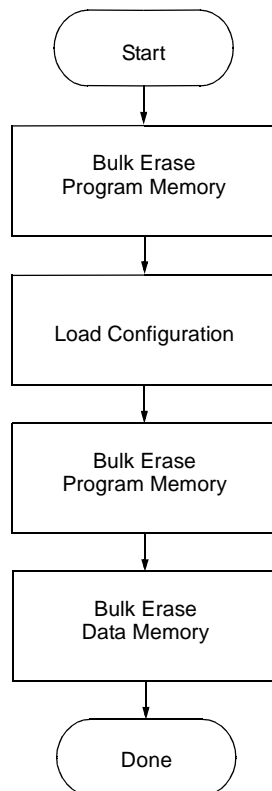 Start
Bulk Erase
Program Memory
Load Configuration
Bulk Erase
Program Memory
Bulk Erase
Data Memory
Done